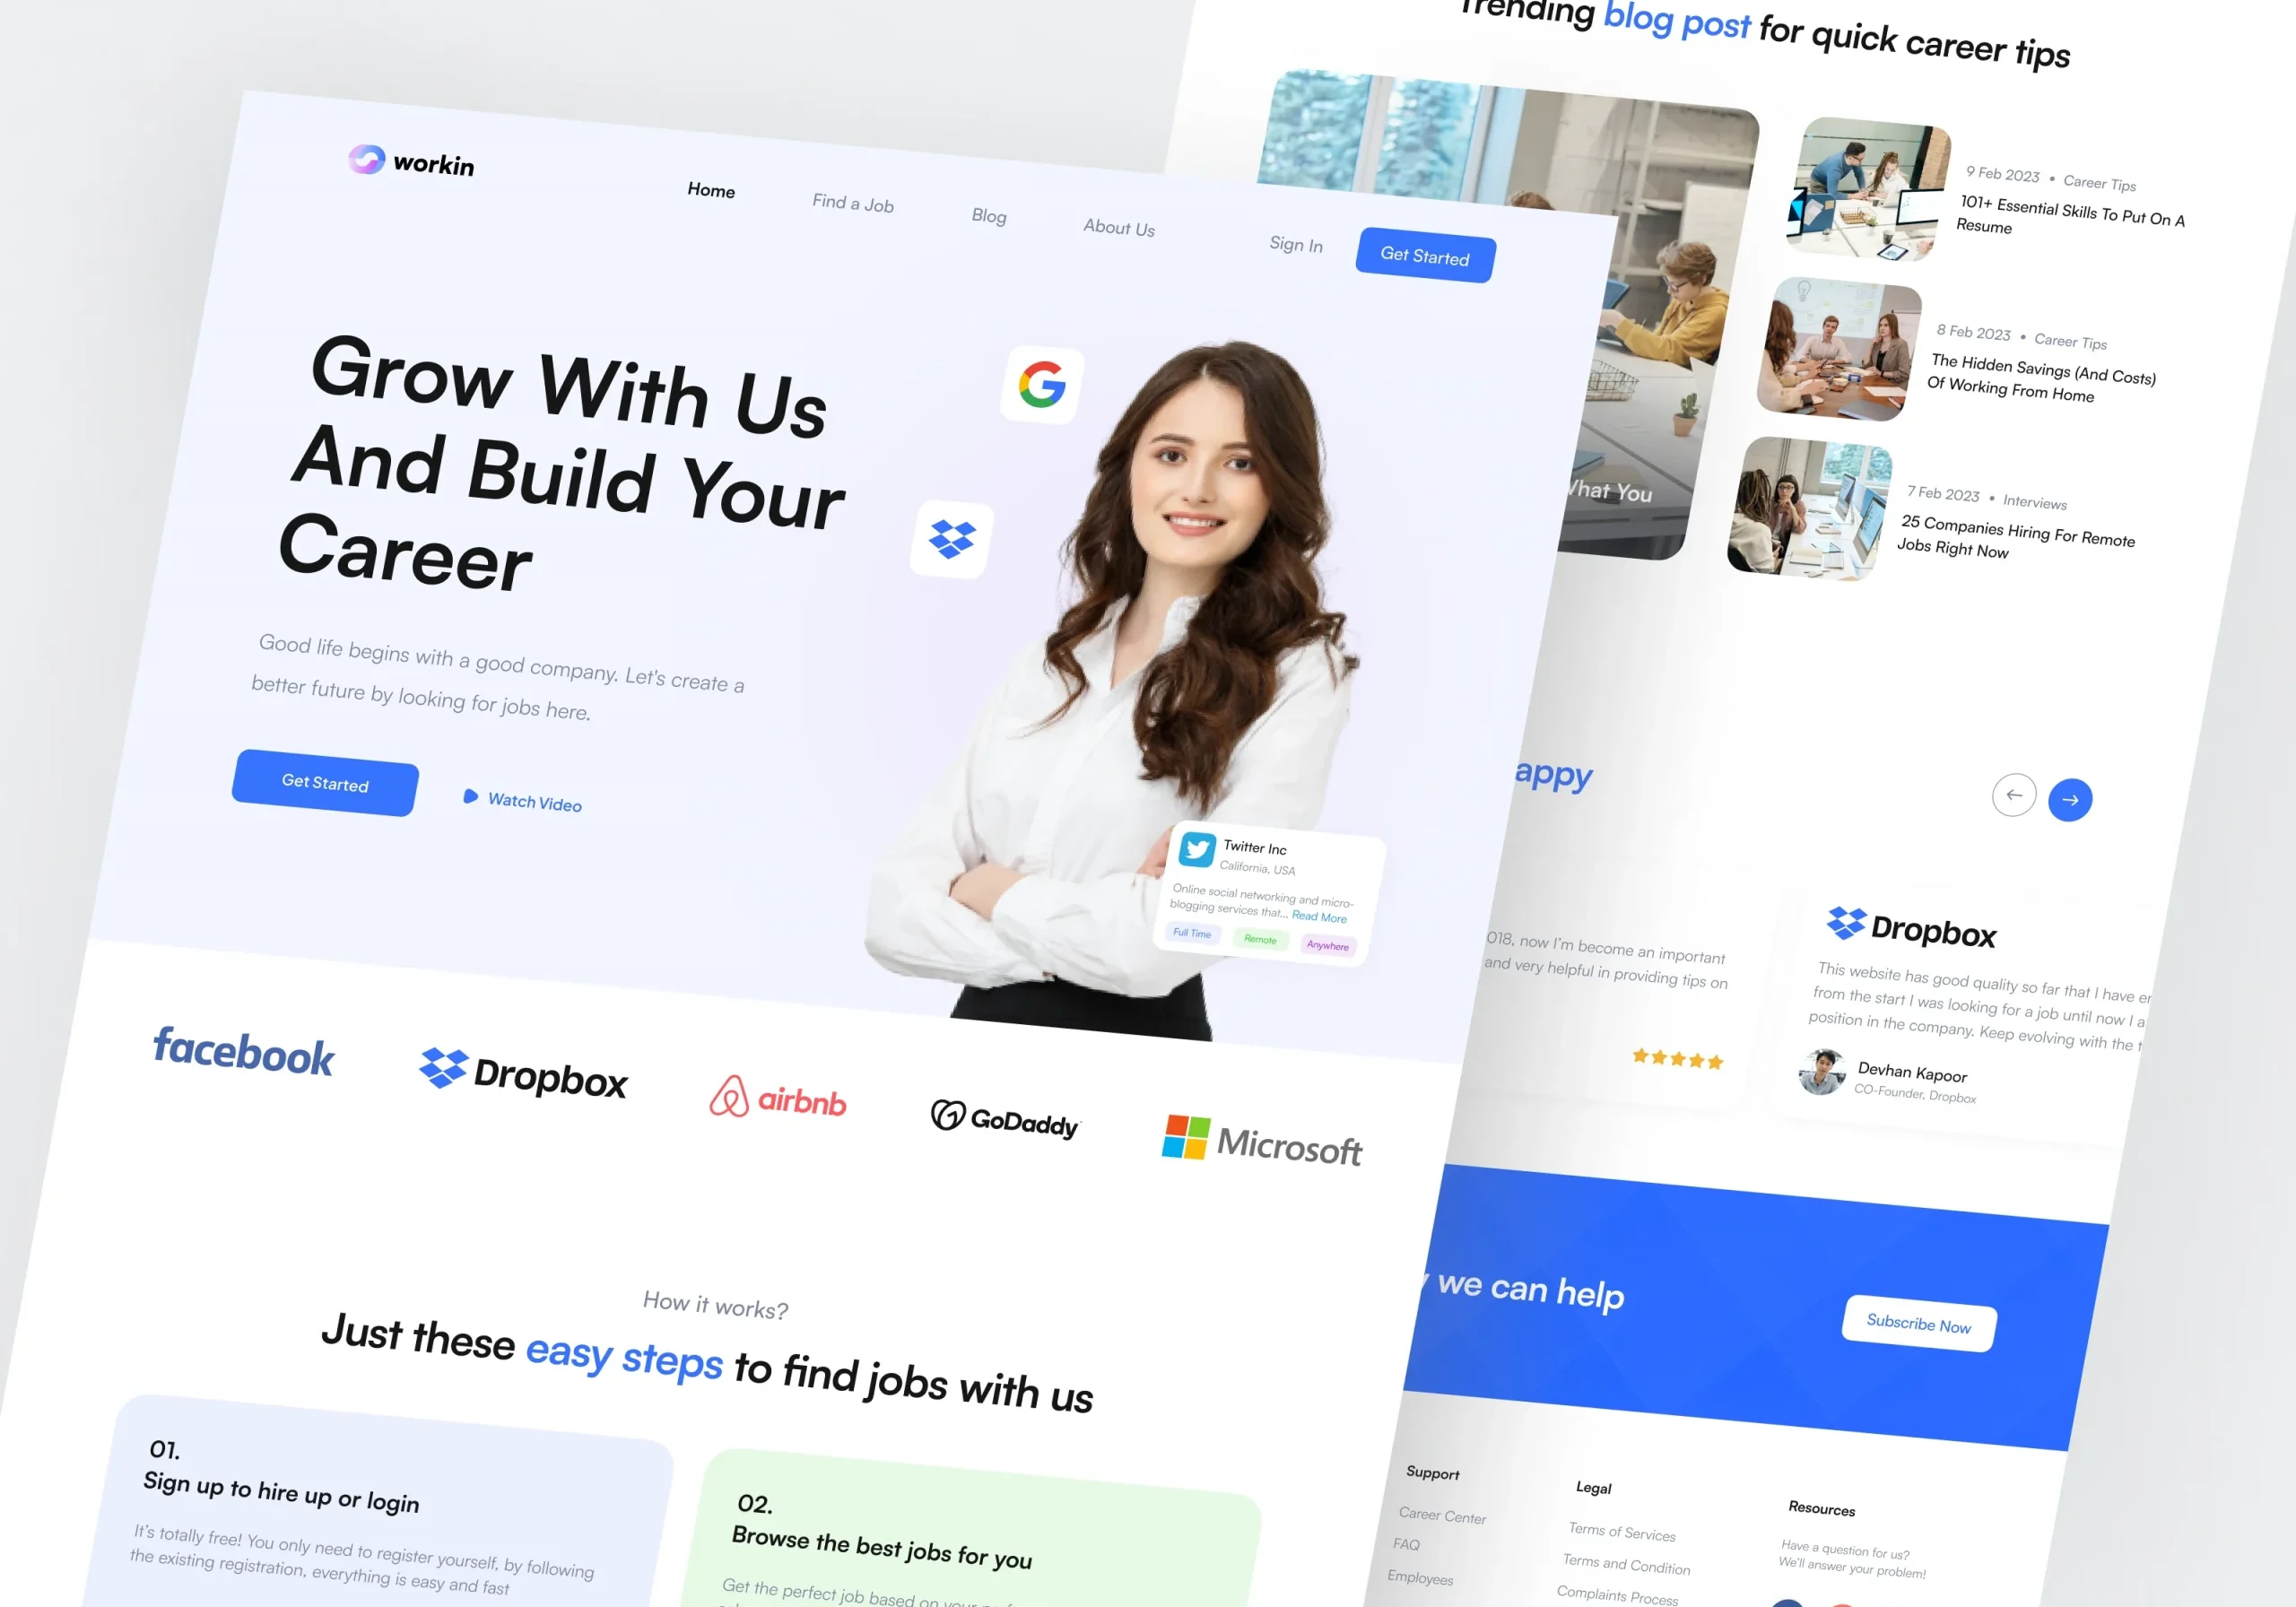 workin
Home
Find a Job
Blog
About Us
Sign In
Get Started
Grow With Us
And Build Your
Career
Good life begins with a good company. Let's create a
better future by looking for jobs here.
Get Started
Watch Video
Twitter Inc
California, USA
Online social networking and micro-
blogging services that... Read More
Full Time
Remote
Anywhere
facebook
Dropbox
airbnb
GoDaddy
Microsoft
How it works?
Just these easy steps to find jobs with us
01.
Sign up to hire up or login
It's totally free! You only need to register yourself, by following
the existing registration, everything is easy and fast
02.
Browse the best jobs for you
Get the perfect job based on your
Trending blog post for quick career tips
What You
9 Feb 2023 • Career Tips
101+ Essential Skills To Put On A
Resume
8 Feb 2023 • Career Tips
The Hidden Savings (And Costs)
Of Working From Home
7 Feb 2023 • Interviews
25 Companies Hiring For Remote
Jobs Right Now
appy
018, now I'm become an important
and very helpful in providing tips on
Dropbox
This website has good quality so far that I have
from the start I was looking for a job until now I a
position in the company. Keep evolving with the
Devhan Kapoor
CO-Founder, Dropbox
we can help
Subscribe Now
Support
Career Center
FAQ
Employees
Legal
Terms of Services
Terms and Condition
Complaints Process
Resources
Have a question for us?
We'll answer your problem!